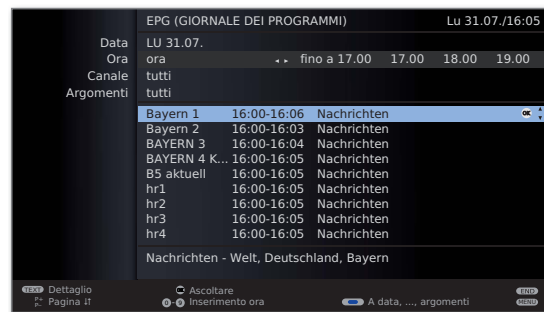 EPG (GIORNALE DEI PROGRAMMI) Lu 31.07./16:05
Data LU 31.07.
Ora ora fino a 17.00 17.00 18.00 19.00
Canale tutti
Argomenti tutti
Bayern 1 16:00-16:06 Nachrichten OK
Bayern 2 16:00-16:03 Nachrichten
BAYERN 3 16:00-16:04 Nachrichten
BAYERN 4 K... 16:00-16:05 Nachrichten
B5 aktuell 16:00-16:05 Nachrichten
hr1 16:00-16:05 Nachrichten
hr2 16:00-16:05 Nachrichten
hr3 16:00-16:05 Nachrichten
hr4 16:00-16:05 Nachrichten
Nachrichten - Welt, Deutschland, Bayern
TEXT Dettaglio OK Ascoltare END
P+ P- Pagina 0-9 Inserimento ora A data, ..., argomenti MENU